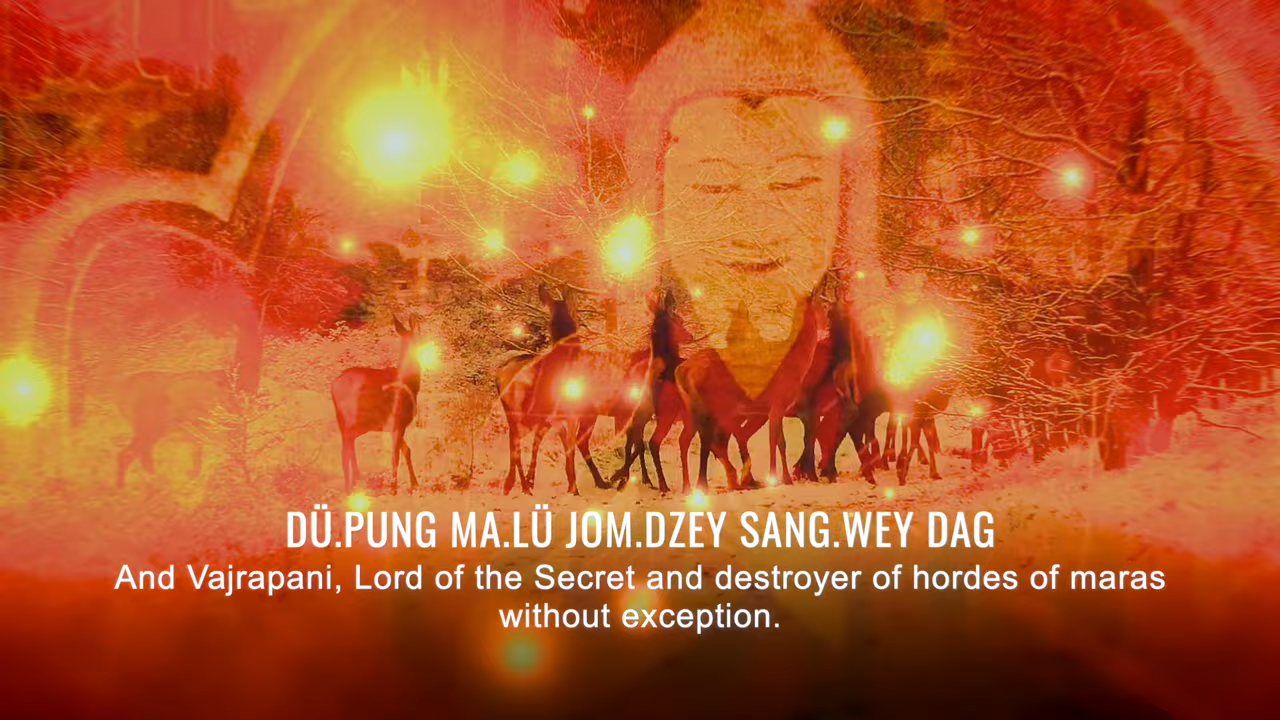 DÜ.PUNG MA.LÜ JOM.DZEY SANG.WEY DAG
And Vajrapani, Lord of the Secret and destroyer of hordes of maras
without exception.